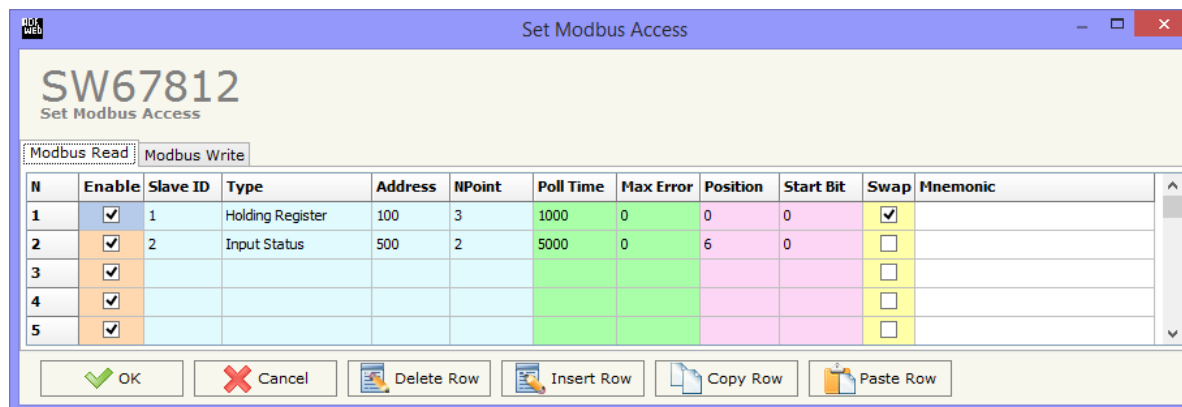 ADF
WEB
Set Modbus Access
SW67812
Set Modbus Access
Modbus Read Modbus Write
N Enable Slave ID Type Address NPoint Poll Time Max Error Position Start Bit Swap Mnemonic
1 1 Holding Register 100 3 1000 0 0 0
2 2 Input Status 500 2 5000 0 6 0
3
4
5
OK Cancel Delete Row Insert Row Copy Row Paste Row